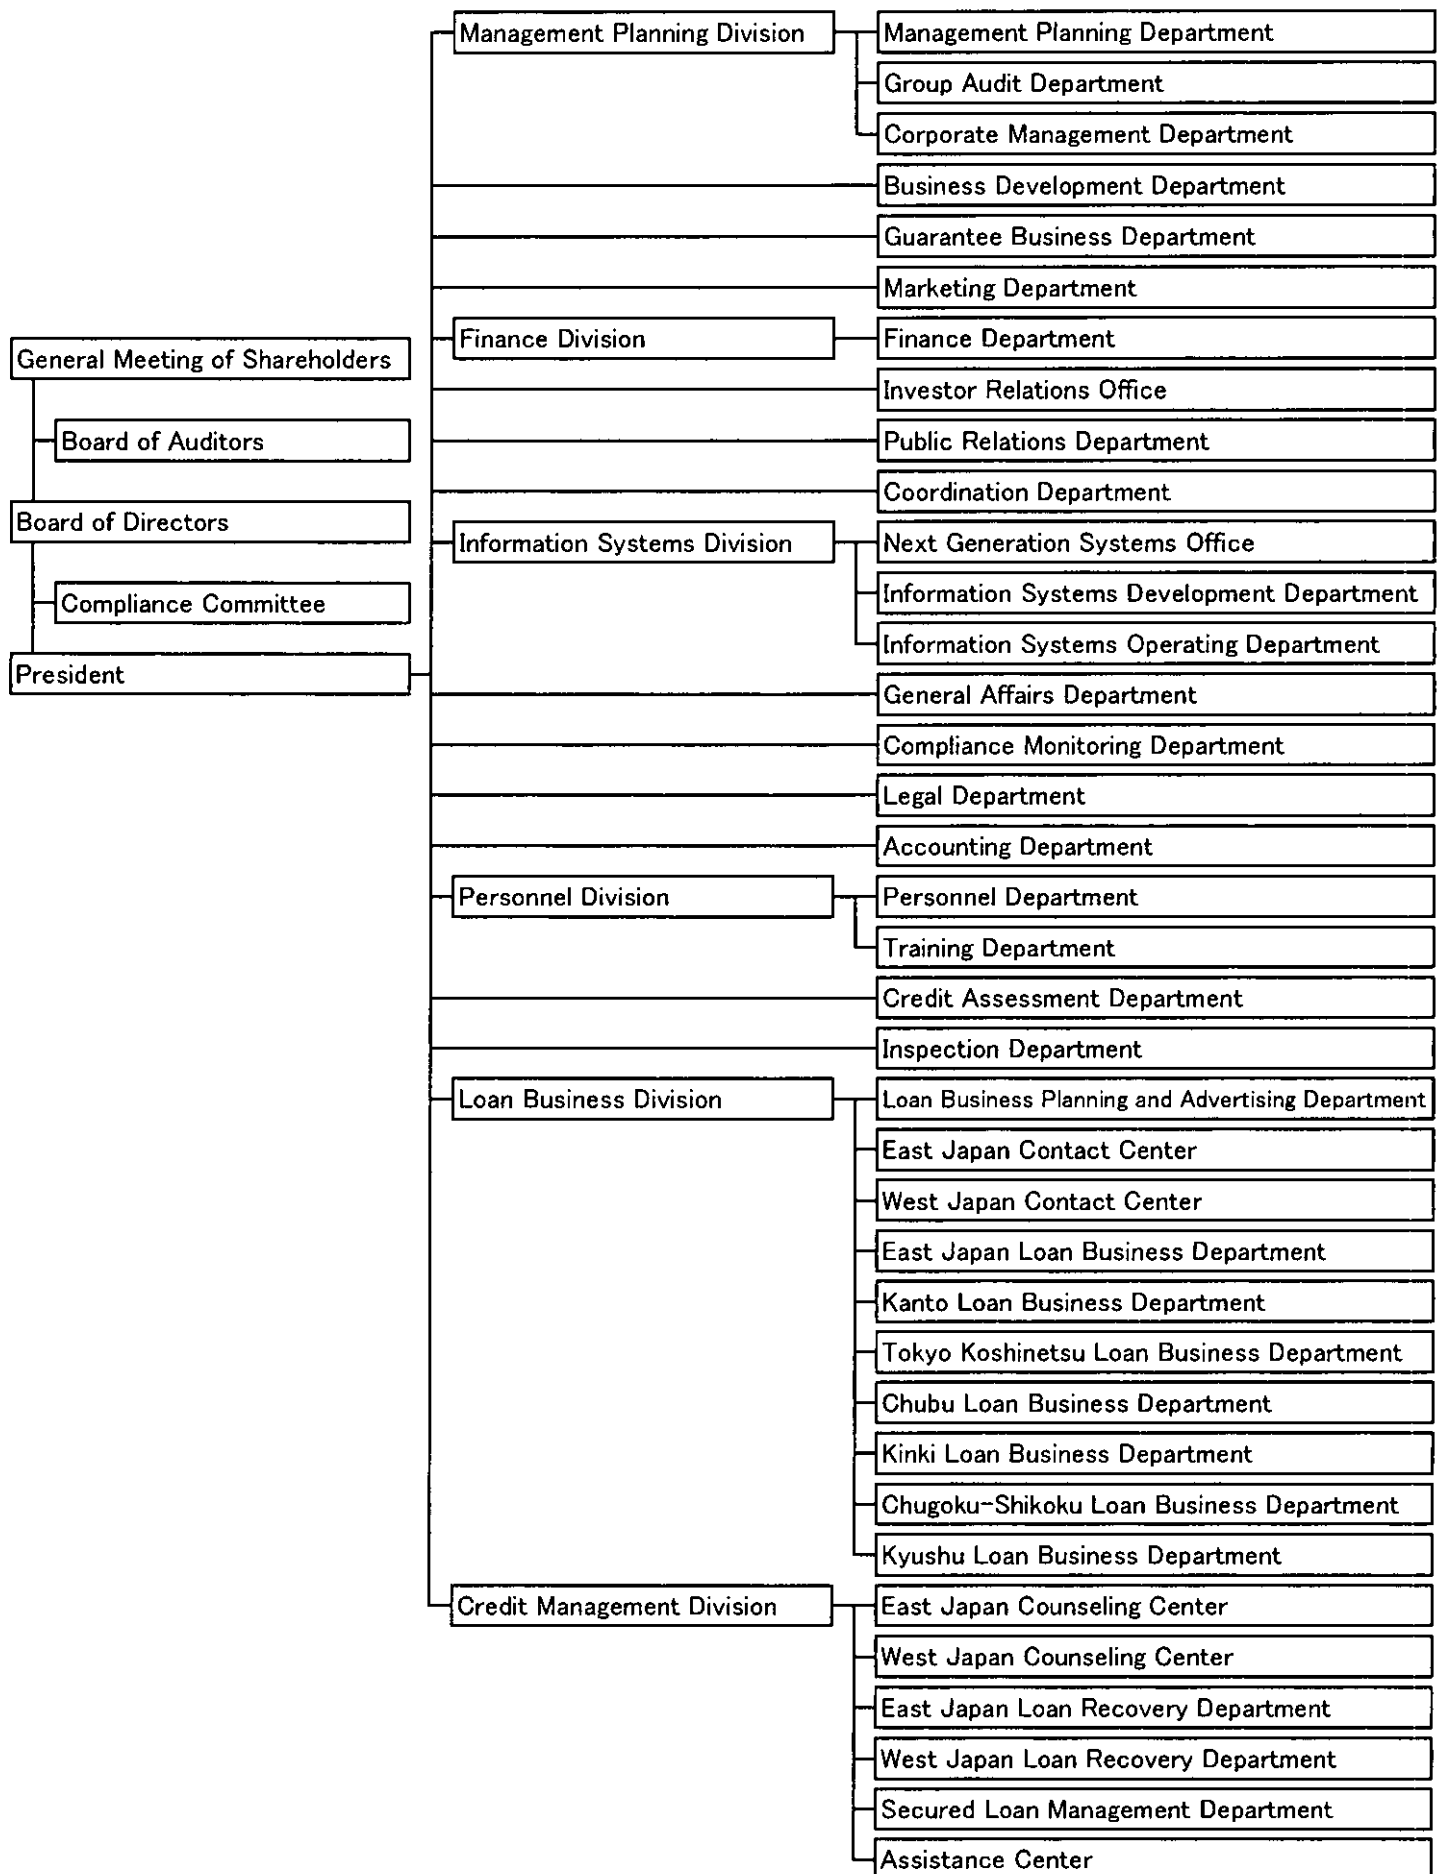 General Meeting of Shareholders
Board of Auditors
Board of Directors
Compliance Committee
President
Management Planning Division
Management Planning Department
Group Audit Department
Corporate Management Department
Business Development Department
Guarantee Business Department
Marketing Department
Finance Division
Finance Department
Investor Relations Office
Public Relations Department
Coordination Department
Information Systems Division
Next Generation Systems Office
Information Systems Development Department
Information Systems Operating Department
General Affairs Department
Compliance Monitoring Department
Legal Department
Accounting Department
Personnel Division
Personnel Department
Training Department
Credit Assessment Department
Inspection Department
Loan Business Division
Loan Business Planning and Advertising Department
East Japan Contact Center
West Japan Contact Center
East Japan Loan Business Department
Kanto Loan Business Department
Tokyo Koshinetsu Loan Business Department
Chubu Loan Business Department
Kinki Loan Business Department
Chugoku-Shikoku Loan Business Department
Kyushu Loan Business Department
Credit Management Division
East Japan Counseling Center
West Japan Counseling Center
East Japan Loan Recovery Department
West Japan Loan Recovery Department
Secured Loan Management Department
Assistance Center